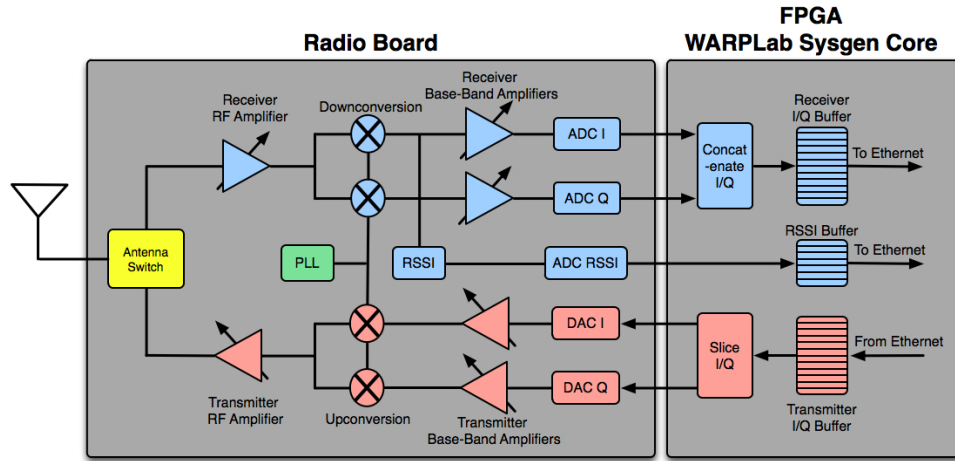 FPGA
WARPLab Sysgen Core
Radio Board
Receiver
RF Amplifier
Downconversion
Receiver
Base-Band Amplifiers
ADC I
ADC Q
Concat
-enate
I/Q
Receiver
I/Q Buffer
To Ethernet
Antenna
Switch
PLL
RSSI
ADC RSSI
RSSI Buffer
To Ethernet
DAC I
DAC Q
Slice
I/Q
From Ethernet
Transmitter
I/Q Buffer
Transmitter
RF Amplifier
Upconversion
Transmitter
Base-Band Amplifiers